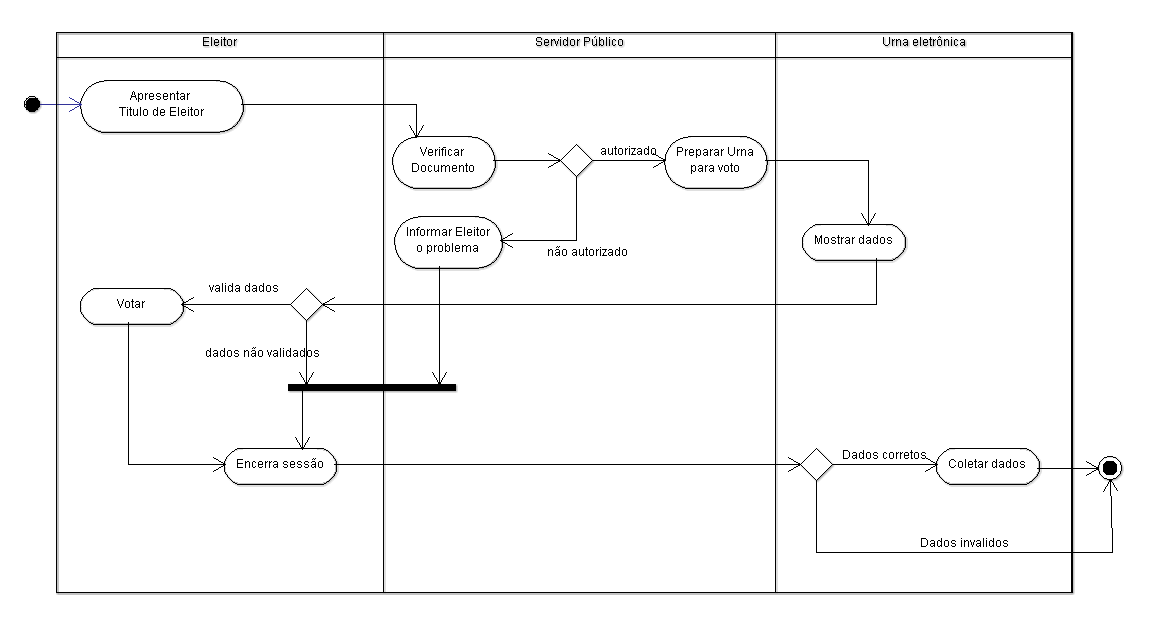 Eleitor
Servidor Público
Urna eletrônica
Apresentar
Titulo de Eleitor
Verificar
Documento
autorizado
Preparar Urna
para voto
Informar Eleitor
o problema
não autorizado
Mostrar dados
valida dados
Votar
dados não validados
Encerra sessão
Dados corretos
Coletar dados
Dados invalidos